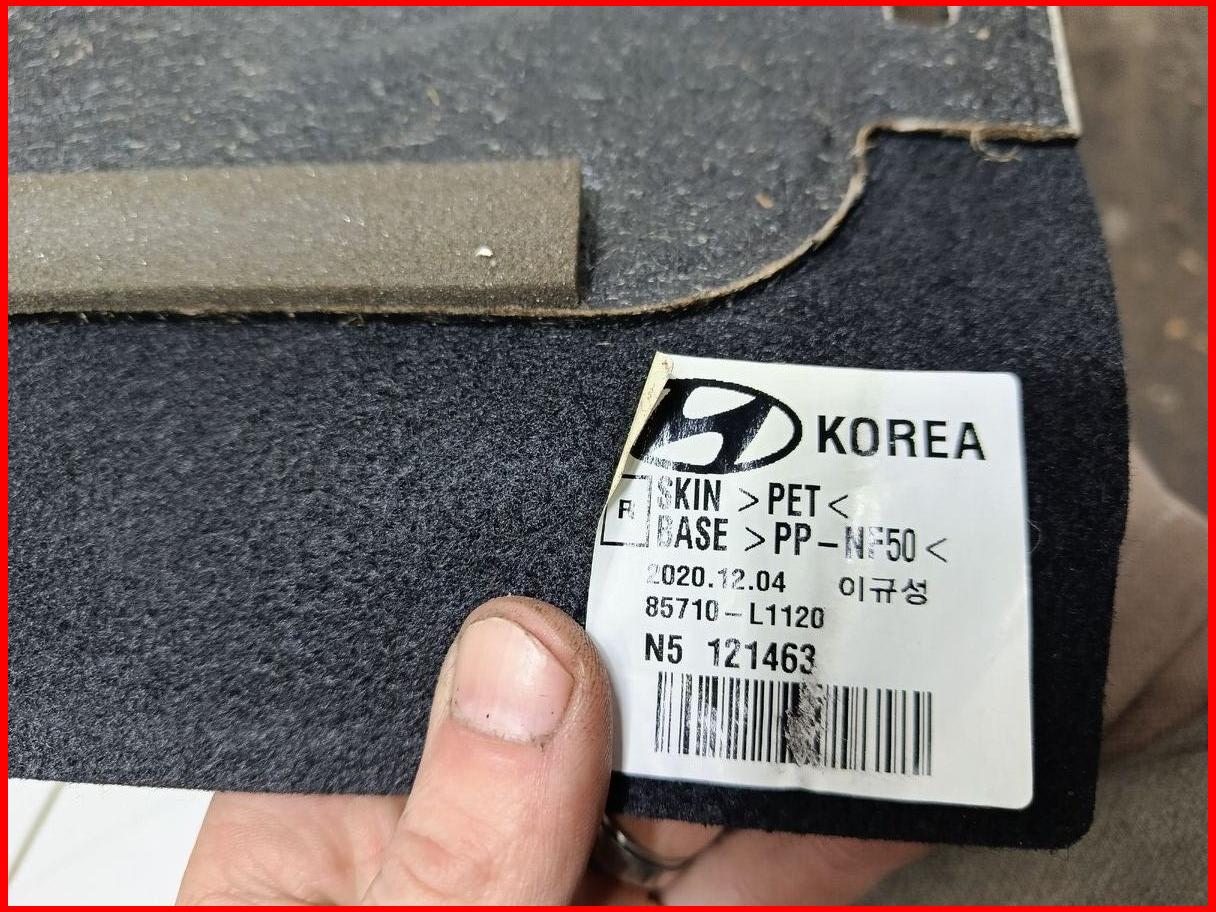 KOREA
R
SKIN >PET<
BASE >PP-NF50<
2020.12.04 이규성
85710-L1120
N5 121463